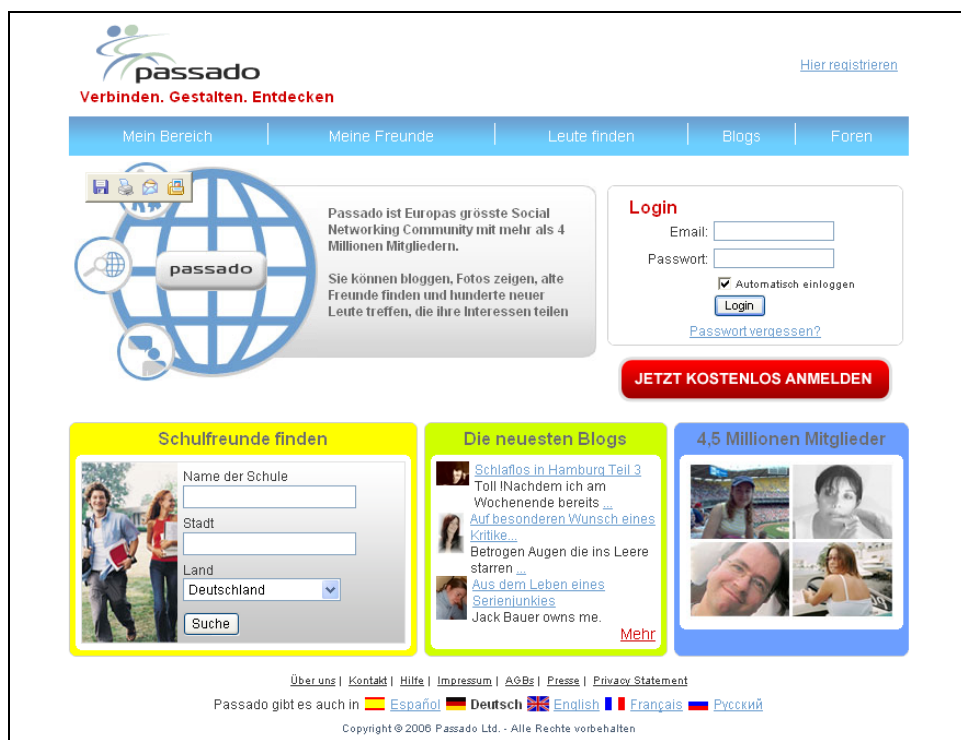 passado
Hier registrieren
Verbinden. Gestalten. Entdecken
Mein Bereich
Meine Freunde
Leute finden
Blogs
Foren
passado
Passado ist Europas grösste Social
Networking Community mit mehr als 4
Millionen Mitgliedern.
Sie können bloggen, Fotos zeigen, alte
Freunde finden und hunderte neuer
Leute treffen, die ihre Interessen teilen
Login
Email:
Passwort:
Automatisch einloggen
Login
Passwort vergessen?
JETZT KOSTENLOS ANMELDEN
Schulfreunde finden
Name der Schule
Stadt
Land
Deutschland
Suche
Die neuesten Blogs
Schlaflos in Hamburg Teil 3
Toll !Nachdem ich am
Wochenende bereits ...
Auf besonderen Wunsch eines
Kritike...
Betrogen Augen die ins Leere
starren ...
Aus dem Leben eines
Serienjunkies
Jack Bauer owns me.
Mehr
4,5 Millionen Mitglieder
Über uns | Kontakt | Hilfe | Impressum | AGBs | Presse | Privacy Statement
Passado gibt es auch in Español Deutsch English Français Русский
Copyright © 2006 Passado Ltd. - Alle Rechte vorbehalten